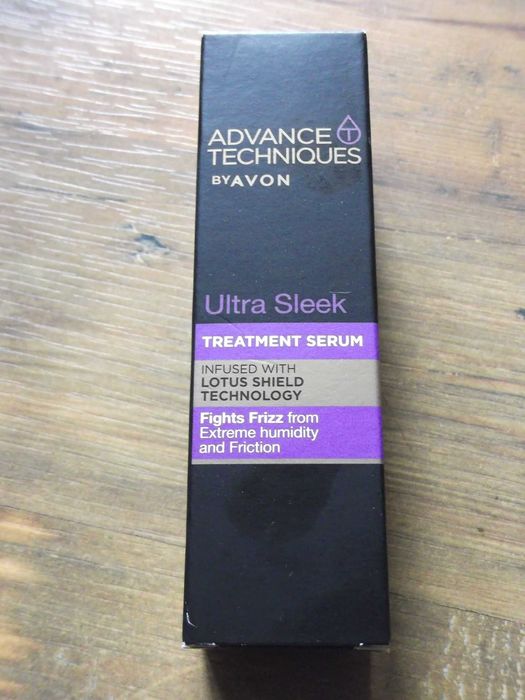 ADVANCE T
TECHNIQUES
BY AVON
Ultra Sleek
TREATMENT SERUM
INFUSED WITH
LOTUS SHIELD
TECHNOLOGY
Fights Frizz from
Extreme humidity
and Friction